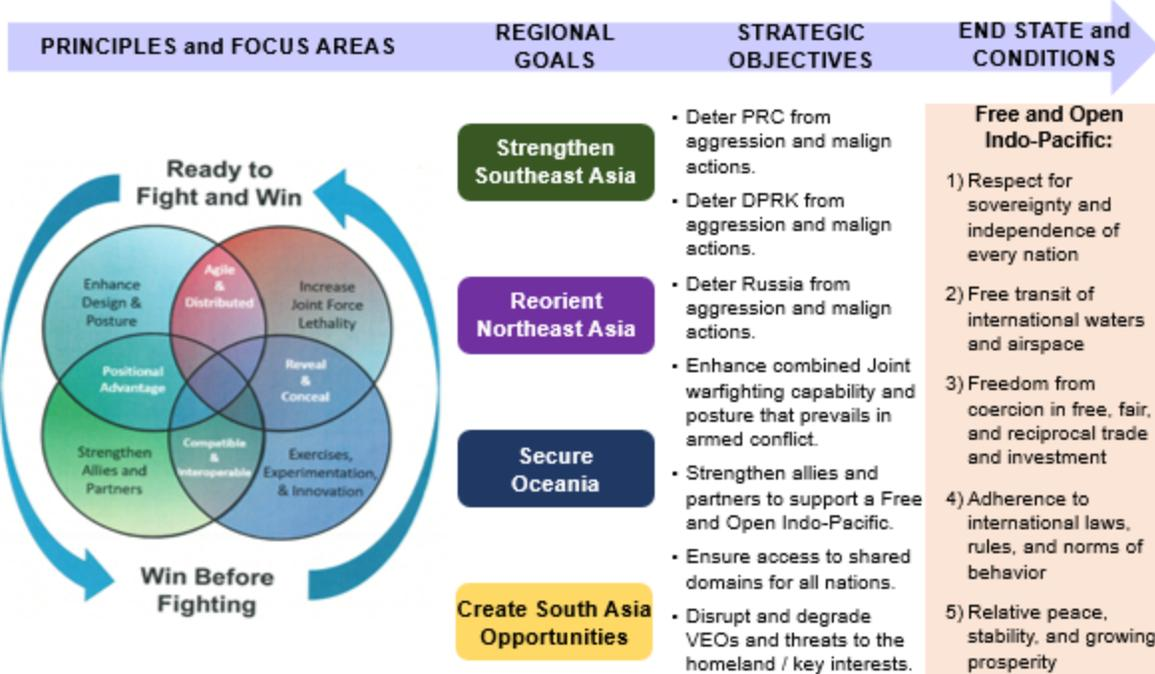 PRINCIPLES and FOCUS AREAS
REGIONAL
GOALS
STRATEGIC
OBJECTIVES
END STATE and
CONDITIONS
Ready to
Fight and Win
Enhance
Design &
Posture
Agile
&
Distributed
Increase
Joint Force
Lethality
Positional
Advantage
Reveal
&
Conceal
Strengthen
Allies and
Partners
Compatible
&
Interoperable
Exercises,
Experimentation,
& Innovation
Win Before
Fighting
Strengthen
Southeast Asia
Reorient
Northeast Asia
Secure
Oceania
Create South Asia
Opportunities
▪ Deter PRC from
aggression and malign
actions.
▪ Deter DPRK from
aggression and malign
actions.
▪ Deter Russia from
aggression and malign
actions.
▪ Enhance combined Joint
warfighting capability and
posture that prevails in
armed conflict.
▪ Strengthen allies and
partners to support a Free
and Open Indo-Pacific.
▪ Ensure access to shared
domains for all nations.
▪ Disrupt and degrade
VEOs and threats to the
homeland / key interests.
Free and Open
Indo-Pacific:
1) Respect for
sovereignty and
independence of
every nation
2) Free transit of
international waters
and airspace
3) Freedom from
coercion in free, fair,
and reciprocal trade
and investment
4) Adherence to
international laws,
rules, and norms of
behavior
5) Relative peace,
stability, and growing
prosperity